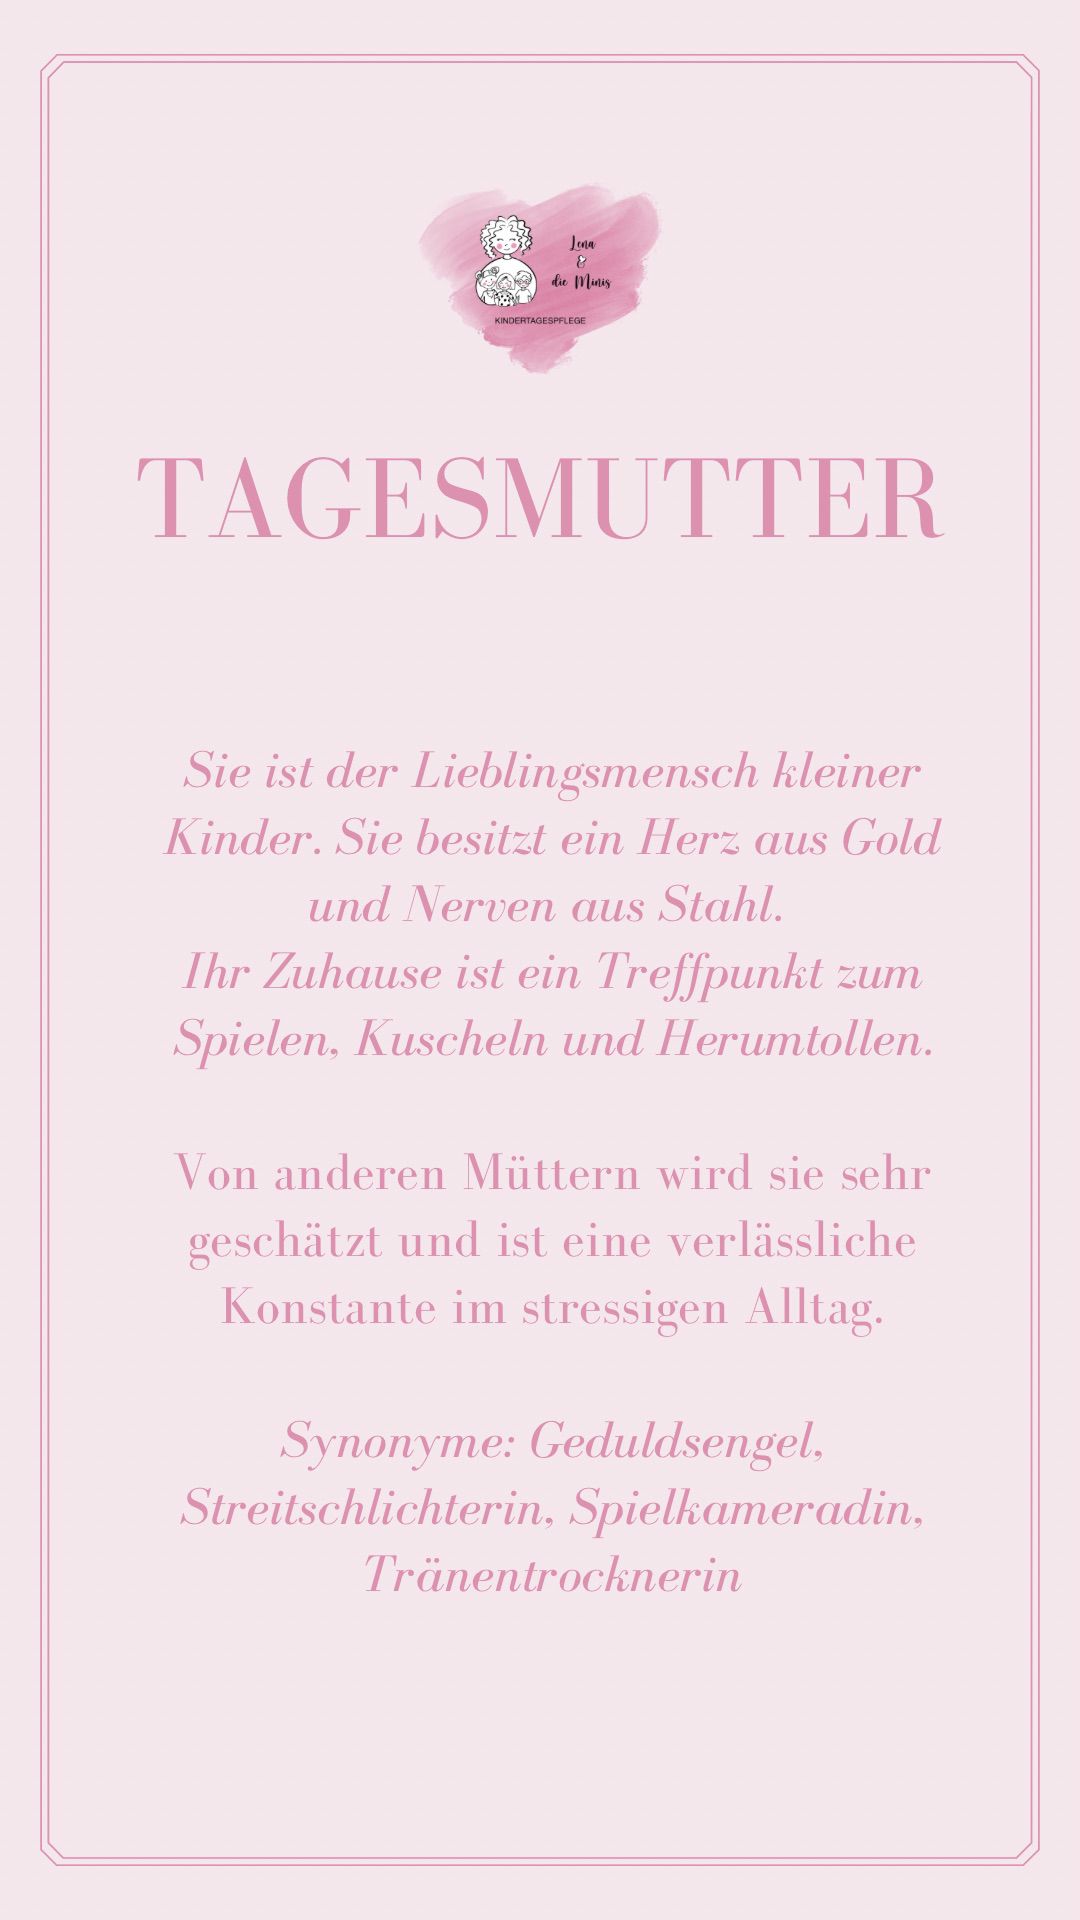 Lena
&
die Minis
KINDERTAGESPFLEGE
TAGESMUTTER
Sie ist der Lieblingsmensch kleiner
Kinder. Sie besitzt ein Herz aus Gold
und Nerven aus Stahl.
Ihr Zuhause ist ein Treffpunkt zum
Spielen, Kuscheln und Herumtollen.
Von anderen Müttern wird sie sehr
geschätzt und ist eine verlässliche
Konstante im stressigen Alltag.
Synonyme: Geduldsengel,
Streitschlichterin, Spielkameradin,
Tränentrocknerin